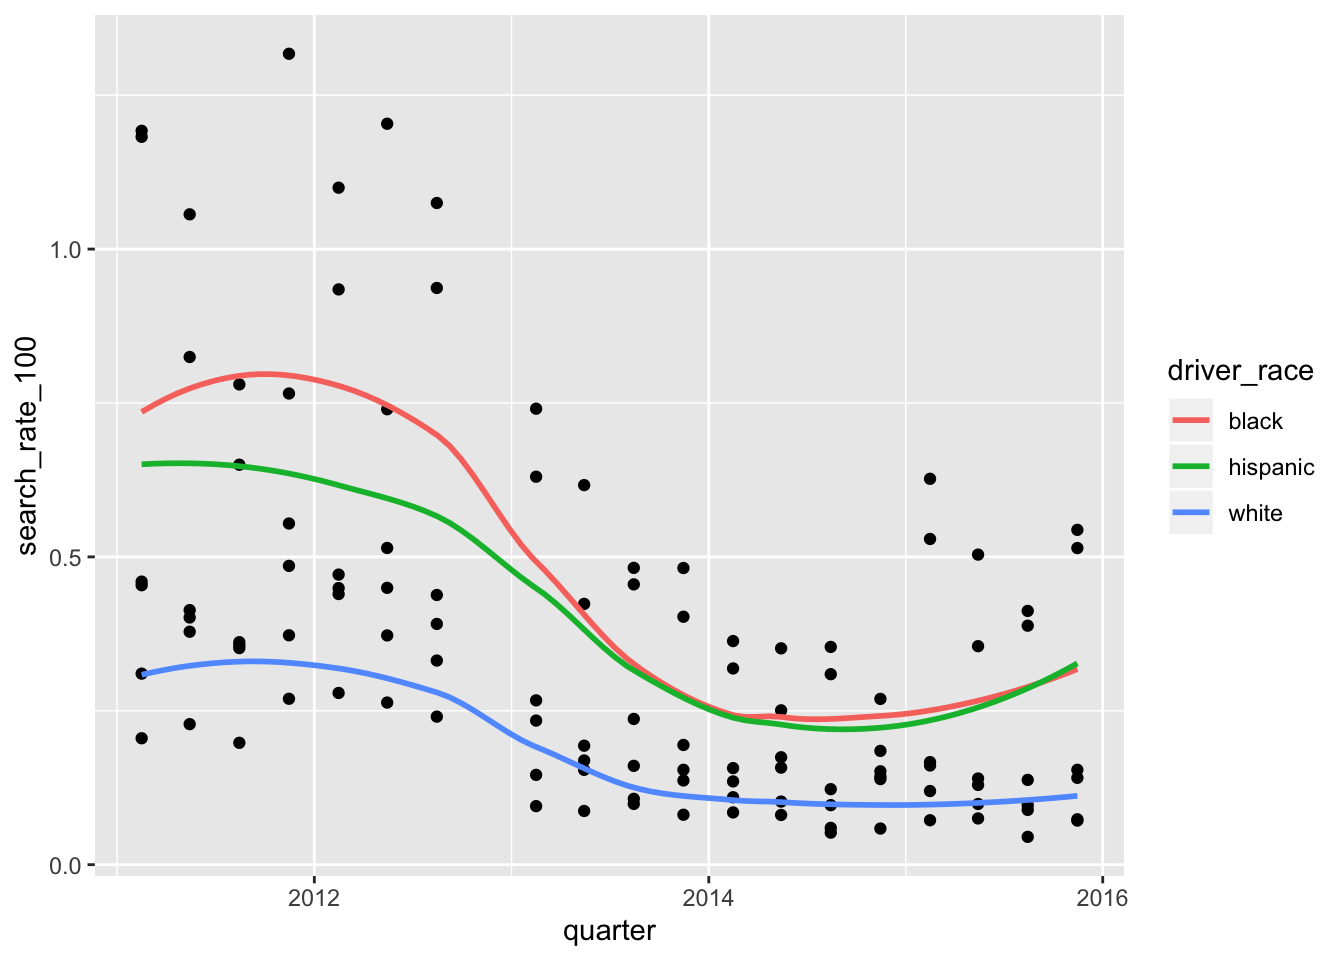 search_rate_100
1.0
0.5
0.0
2012
2014
2016
quarter
driver_race
black
hispanic
white